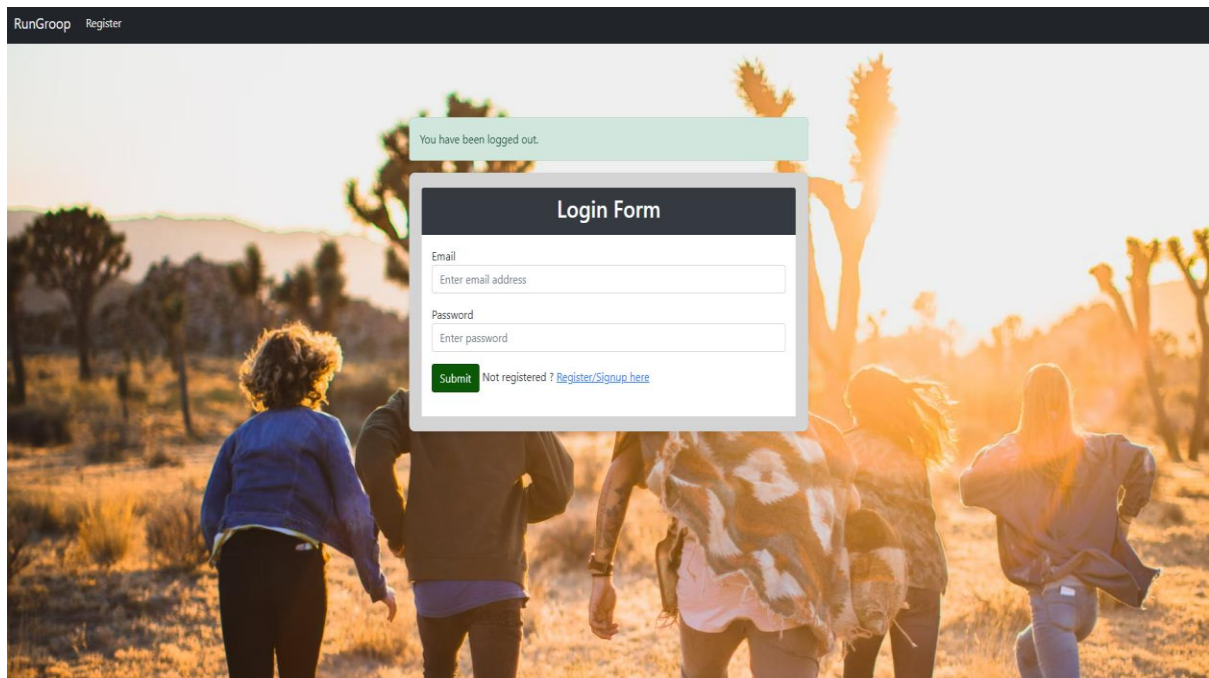 RunGroop Register
You have been logged out.
Login Form
Email
Enter email address
Password
Enter password
Submit Not registered ? Register/Signup here